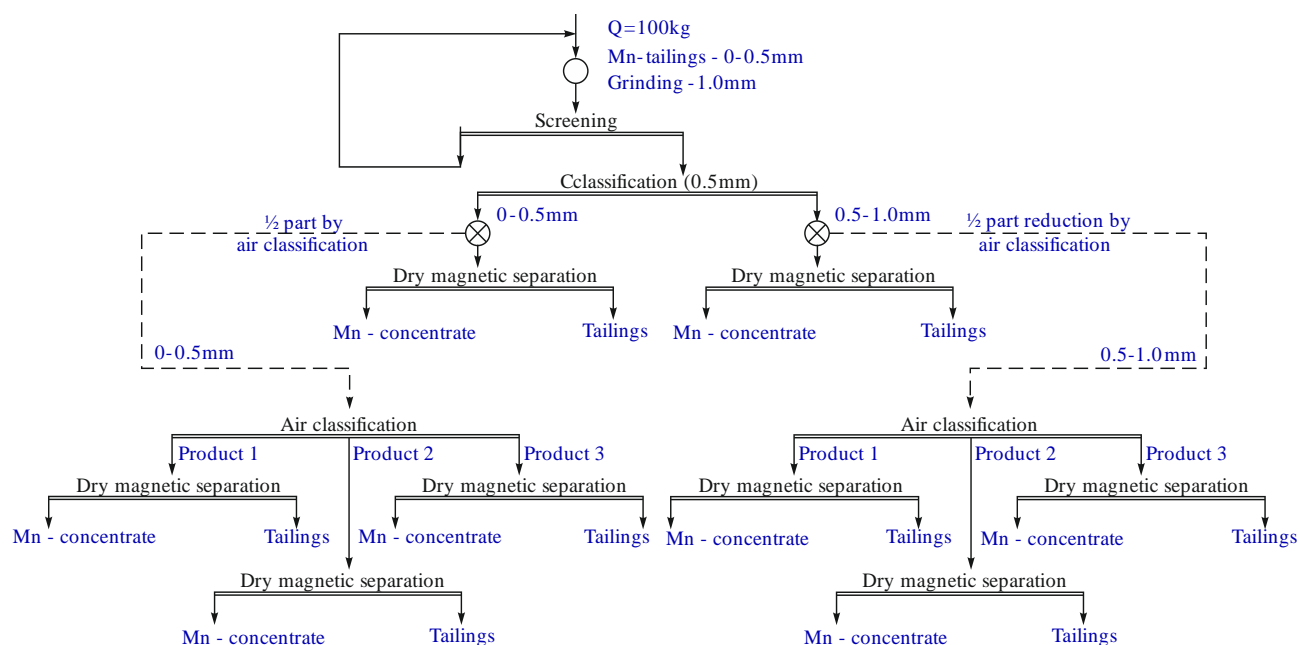 Q=100kg
Mn-tailings - 0-0.5mm
Grinding -1.0mm
Screening
Cclassification (0.5mm)
½ part by
air classification
0-0.5mm
0.5-1.0mm
½ part reduction by
air classification
Dry magnetic separation
Dry magnetic separation
Mn - concentrate
Tailings
Mn - concentrate
Tailings
0-0.5mm
0.5-1.0mm
Air classification
Air classification
Product 1
Product 2
Product 3
Product 1
Product 2
Product 3
Dry magnetic separation
Dry magnetic separation
Dry magnetic separation
Dry magnetic separation
Mn - concentrate
Tailings
Mn - concentrate
Tailings
Mn - concentrate
Tailings
Mn - concentrate
Tailings
Dry magnetic separation
Dry magnetic separation
Mn - concentrate
Tailings
Mn - concentrate
Tailings